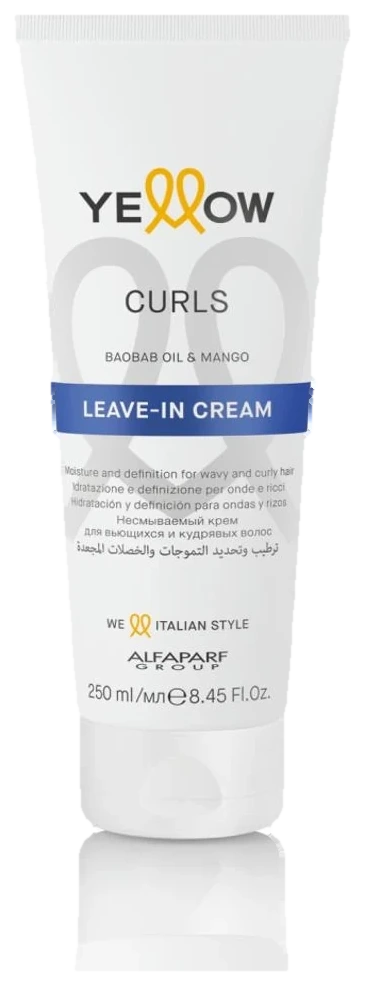 YELLOW
CURLS
BAOBAB OIL & MANGO
LEAVE-IN CREAM
Moisture and definition for wavy and curly hair
Idratazione e definizione per onde e ricci
Hidratación y definición para ondas y rizos
Несмываемый крем
для вьющихся и кудрявых волос
ترطيب وتحديد التموجات والخصلات المجعدة
WE ITALIAN STYLE
ALFAPARF
GROUP
250 ml/мл℮8.45 Fl.Oz.